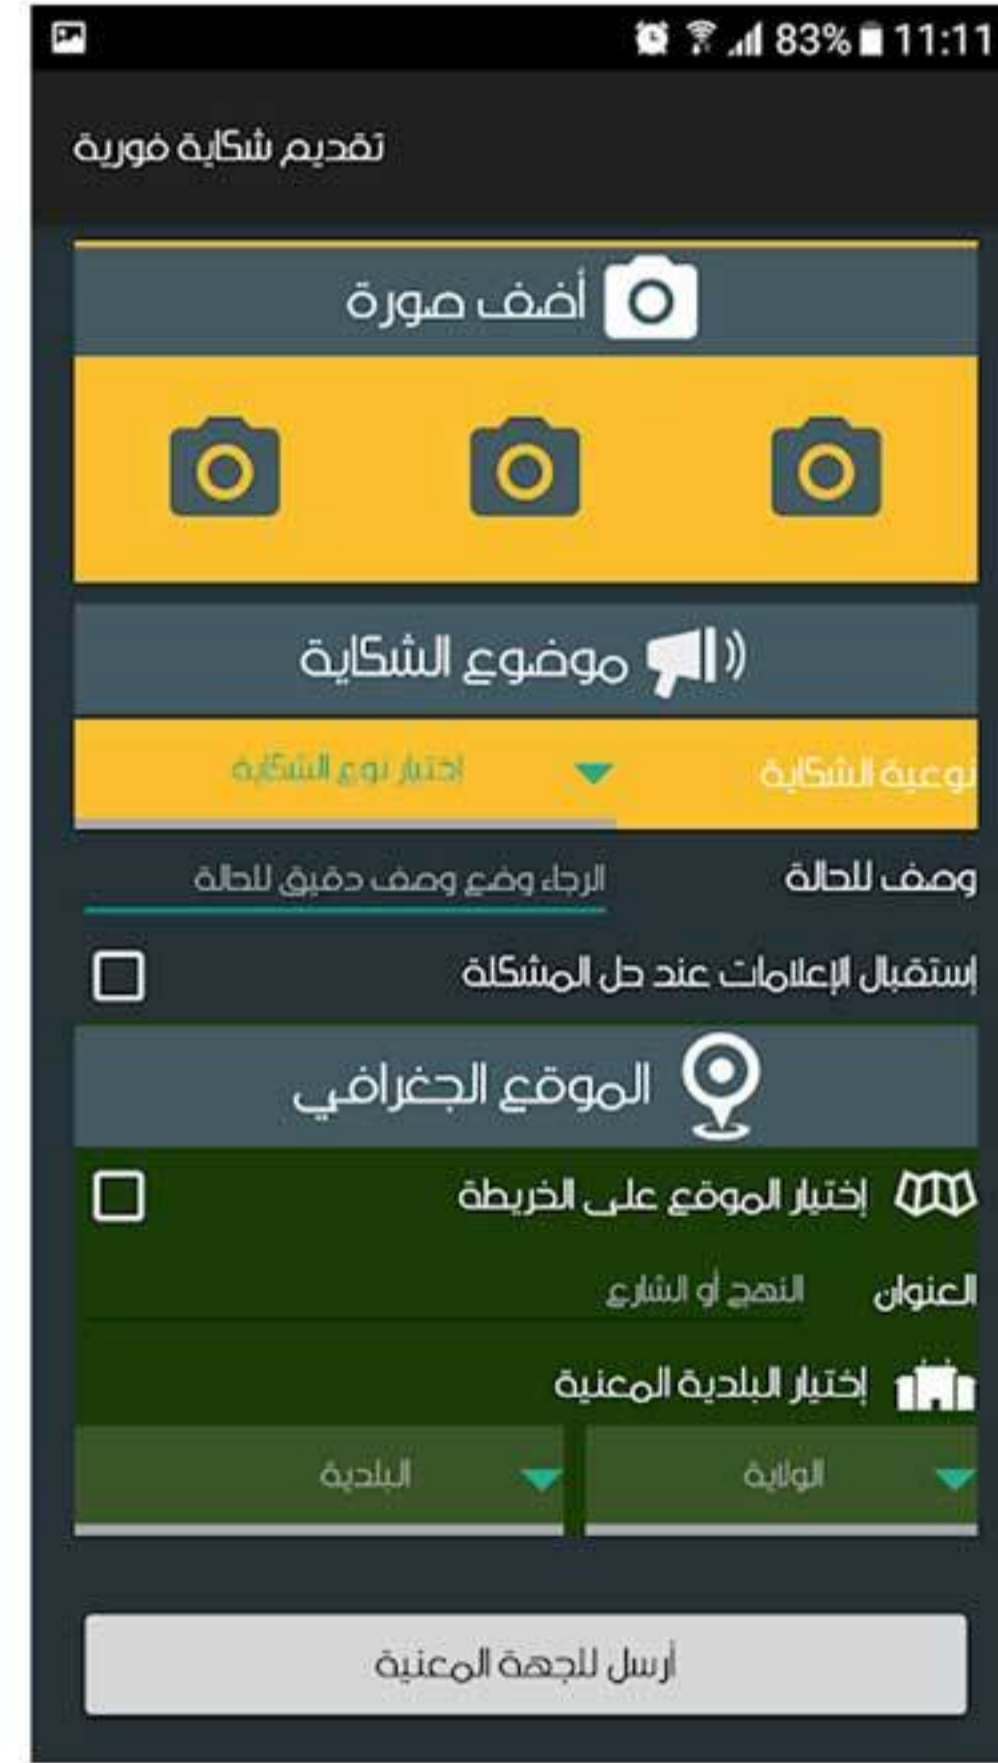 83% 11:11
تقديم شكاية فورية
أضف صورة
موضوع الشكاية
نوعية الشكاية إختيار نوع الشكاية
وصف للحالة الرجاء وضع وصف دقيق للحالة
إستقبال الإعلامات عند حل المشكلة
الموقع الجغرافي
إختيار الموقع على الخريطة
العنوان النهج أو الشارع
إختيار البلدية المعنية
الولاية البلدية
أرسل للجهة المعنية